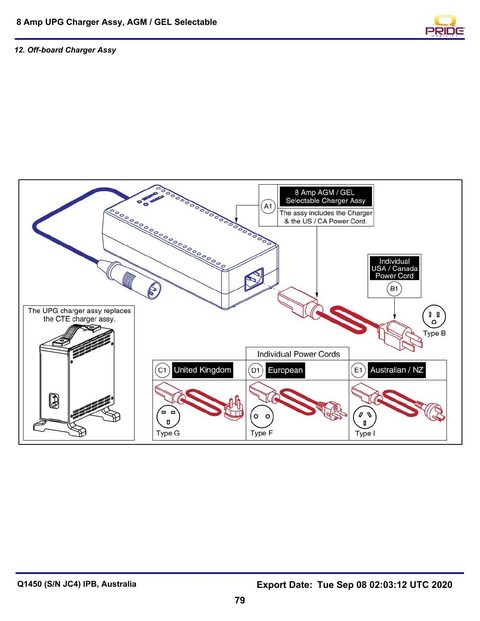 8 Amp UPG Charger Assy, AGM / GEL Selectable
PRIDE
12. Off-board Charger Assy
A1
8 Amp AGM / GEL
Selectable Charger Assy
The assy includes the Charger
& the US / CA Power Cord.
Individual
USA / Canada
Power Cord
B1
Type B
The UPG charger assy replaces
the CTE charger assy.
Individual Power Cords
C1 United Kingdom
D1 European
E1 Australian / NZ
Type G
Type F
Type I
Q1450 (S/N JC4) IPB, Australia
Export Date: Tue Sep 08 02:03:12 UTC 2020
79